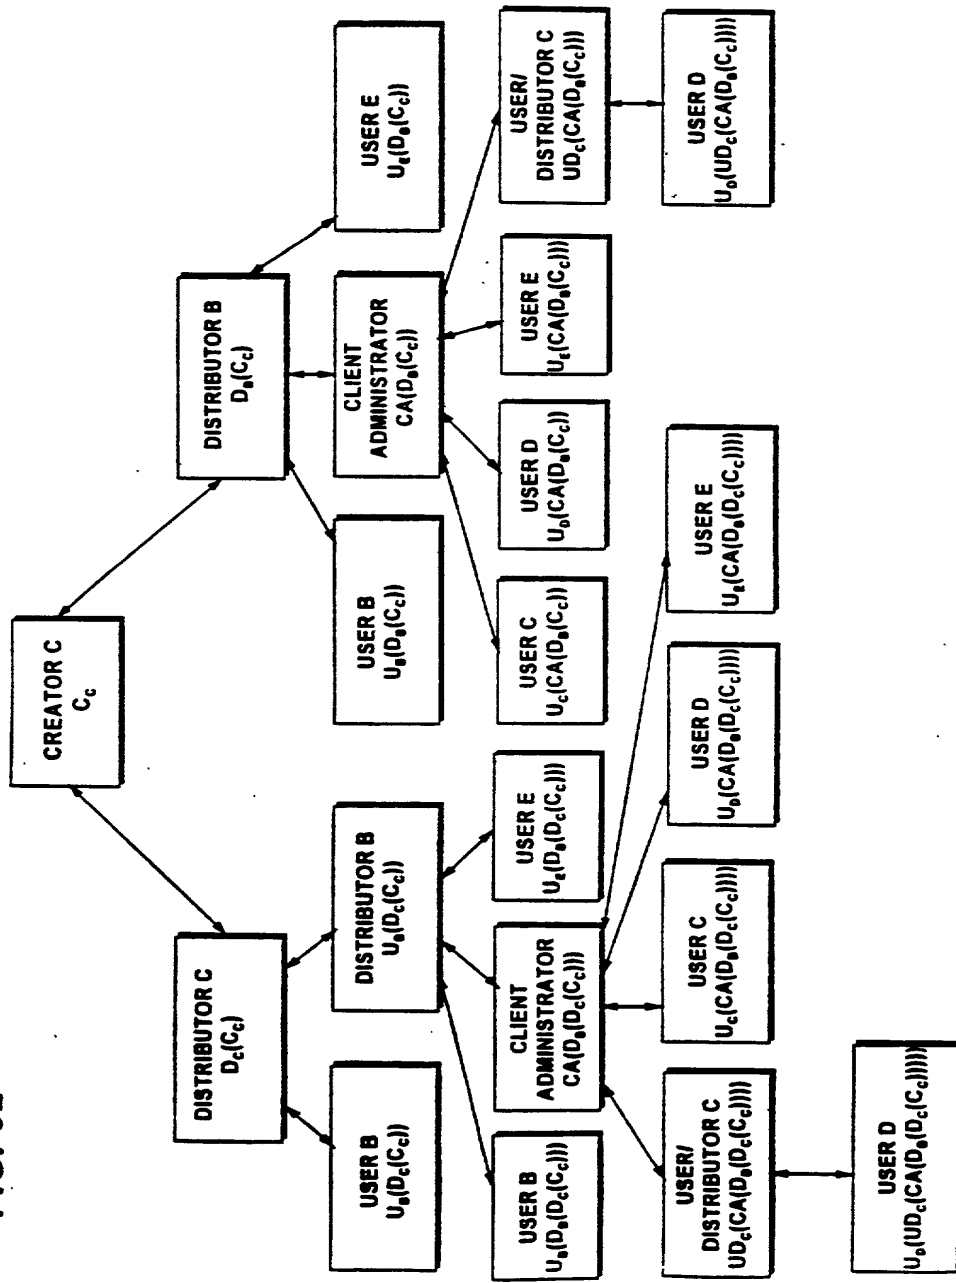 CREATOR C
C_C
DISTRIBUTOR C
D_C(C_C)
DISTRIBUTOR B
D_B(C_C)
USER B
U_B(D_C(C_C))
DISTRIBUTOR B
U_B(D_C(C_C))
USER B
U_B(D_B(C_C))
CLIENT
ADMINISTRATOR
CA(D_B(C_C))
USER E
U_E(D_B(C_C))
USER B
U_B(D_B(D_C(C_C)))
CLIENT
ADMINISTRATOR
CA(D_B(D_C(C_C)))
USER E
U_E(D_B(D_C(C_C)))
USER C
U_C(CA(D_B(C_C))
USER D
U_D(CA(D_B(C_C))
USER E
U_E(CA(D_B(C_C)))
USER/
DISTRIBUTOR C
UD_C(CA(D_B(C_C)))
USER/
DISTRIBUTOR C
UD_C(CA(D_B(D_C(C_C))))
USER C
U_C(CA(D_B(D_C(C_C))))
USER D
U_D(CA(D_B(D_C(C_C))))
USER E
U_E(CA(D_B(D_C(C_C))))
USER D
U_D(UD_C(CA(D_B(C_C))))
USER D
U_D(UD_C(CA(D_B(D_C(C_C)))))